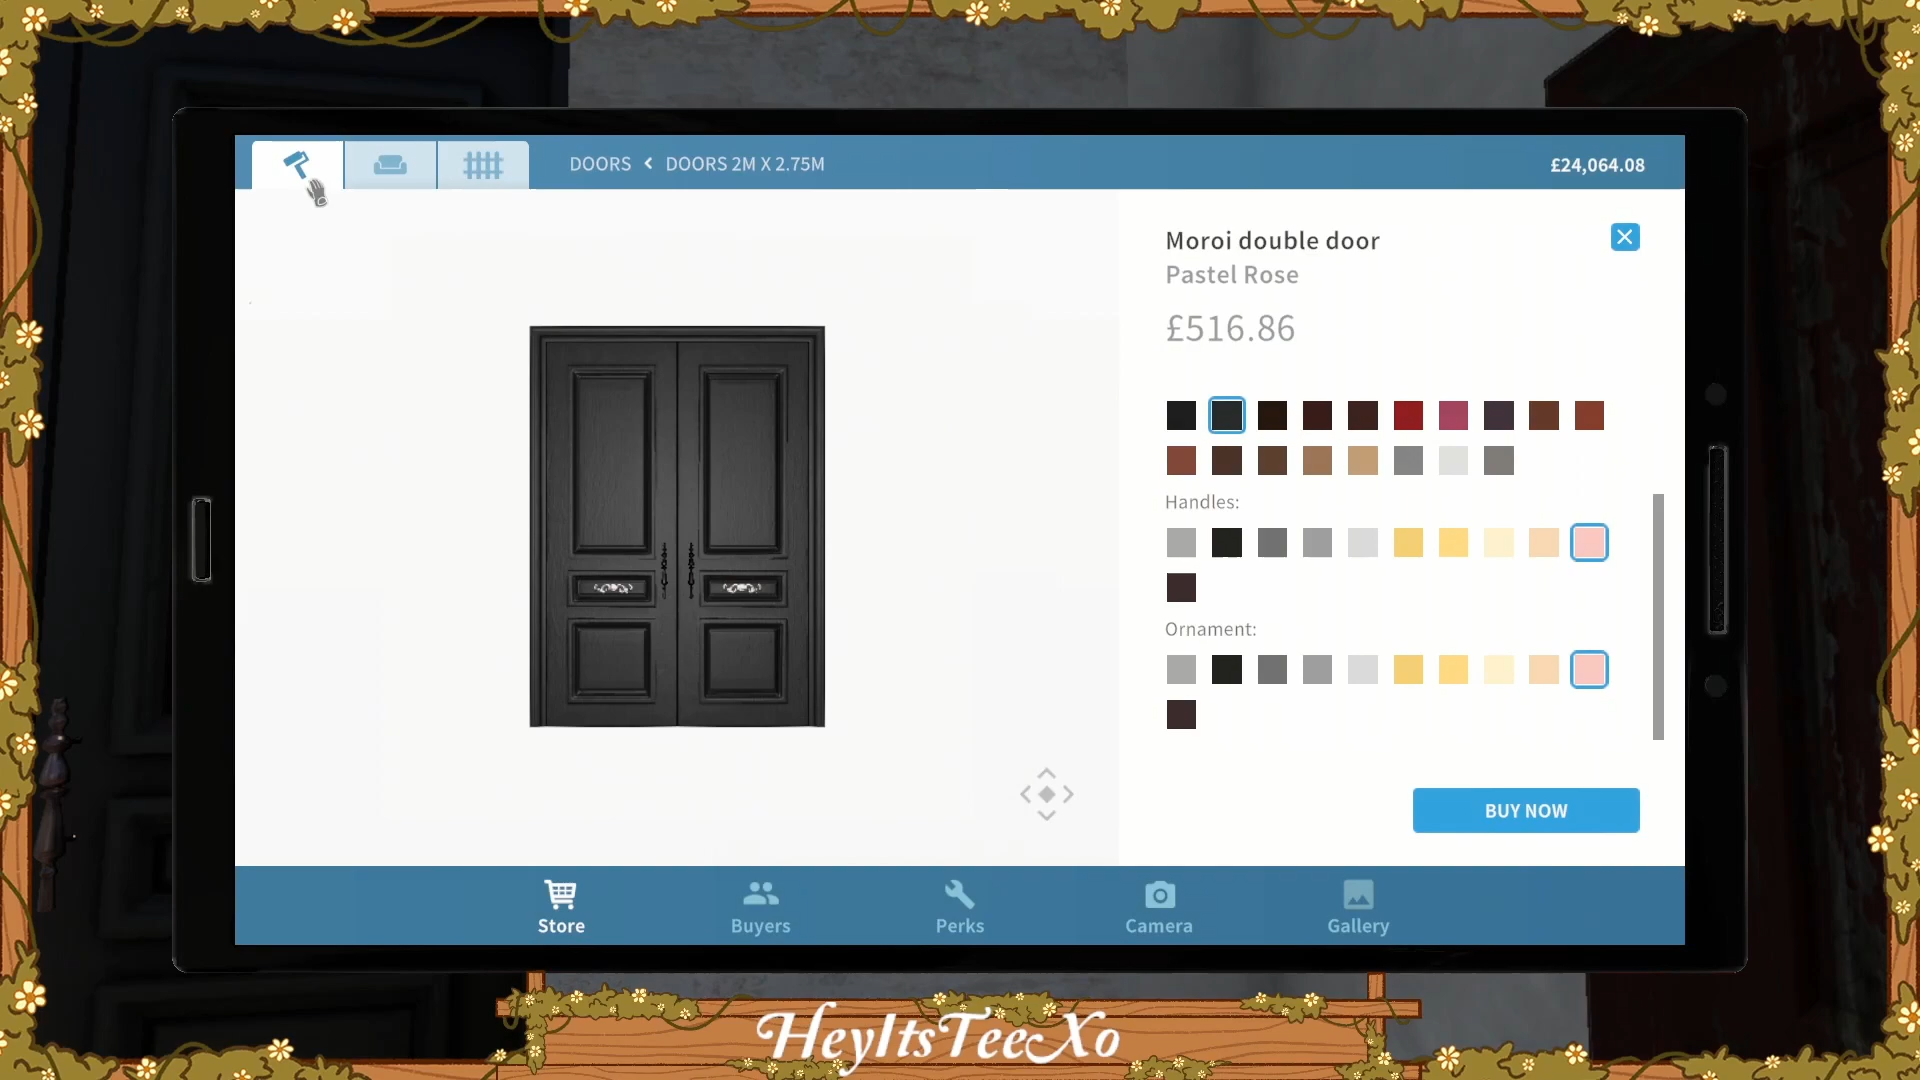 DOORS < DOORS 2M X 2.75M
£24,064.08
Moroi double door
Pastel Rose
£516.86
Handles:
Ornament:
BUY NOW
Store
Buyers
Perks
Camera
Gallery
HeyItsTeeXo